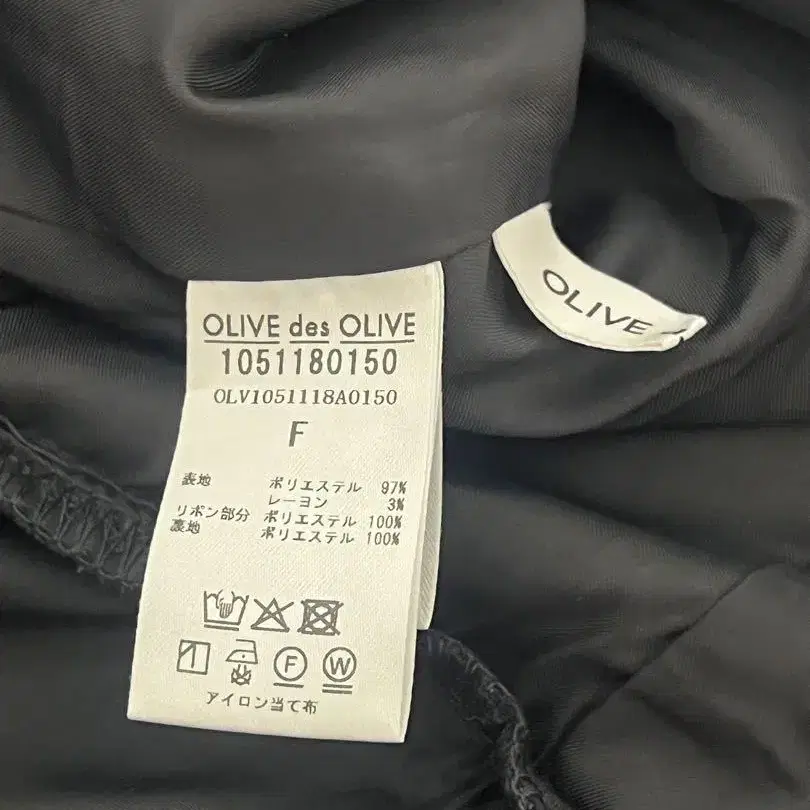 OLIVE des OLIVE
1051180150
OLV1051118A0150
F
表地 ポリエステル 97%
レーヨン 3%
リボン部分 ポリエステル 100%
裏地 ポリエステル 100%
F W
アイロン当て布
OLIVE